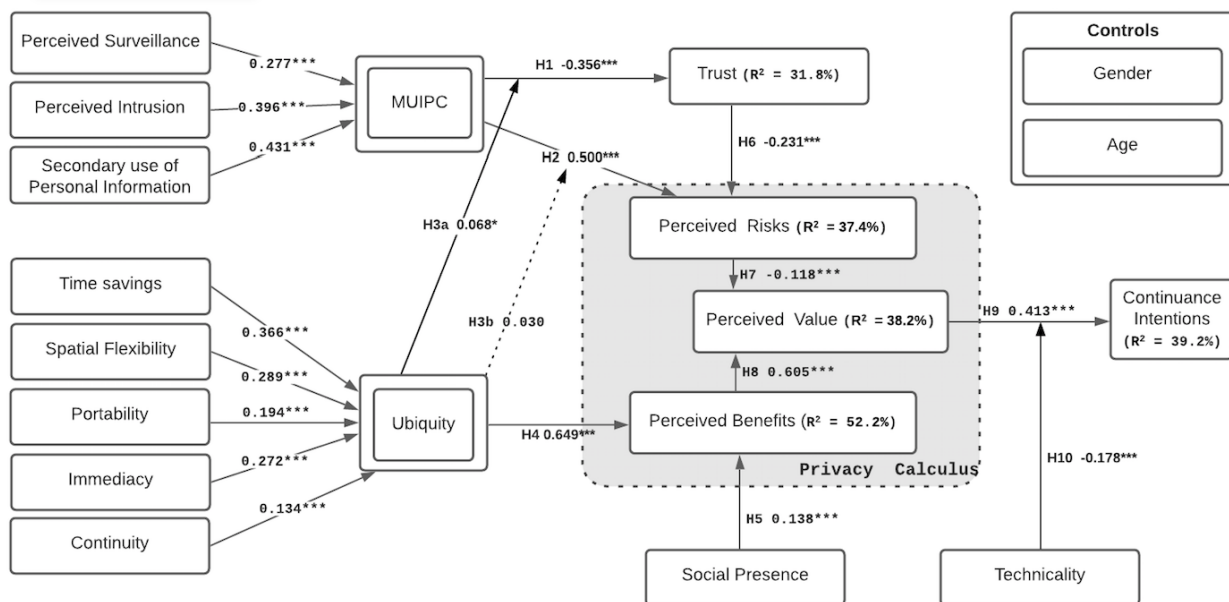 Perceived Surveillance
Perceived Intrusion
Secondary use of
Personal Information
0.277***
0.396***
0.431***
MUIPC
H1 -0.356***
Trust (R² = 31.8%)
H6 -0.231***
H2 0.500***
H3a 0.068*
H3b 0.030
Controls
Gender
Age
Time savings
Spatial Flexibility
Portability
Immediacy
Continuity
0.366***
0.289***
0.194***
0.272***
0.134***
Ubiquity
H4 0.649***
Perceived Risks (R² = 37.4%)
H7 -0.118***
Perceived Value (R² = 38.2%)
H8 0.605***
Perceived Benefits (R² = 52.2%)
Privacy Calculus
H9 0.413***
Continuance
Intentions
(R² = 39.2%)
H5 0.138***
H10 -0.178***
Social Presence
Technicality